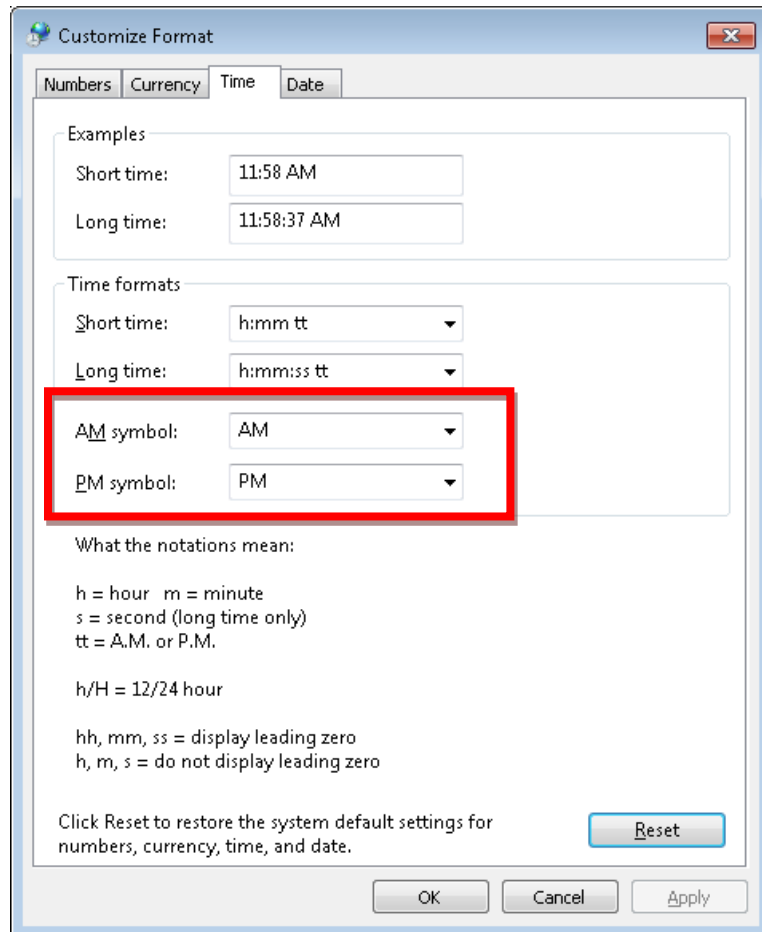 Customize Format
Numbers Currency Time Date
Examples
Short time: 11:58 AM
Long time: 11:58:37 AM
Time formats
Short time: h:mm tt
Long time: h:mm:ss tt
AM symbol: AM
PM symbol: PM
What the notations mean:
h = hour m = minute
s = second (long time only)
tt = A.M. or P.M.
h/H = 12/24 hour
hh, mm, ss = display leading zero
h, m, s = do not display leading zero
Click Reset to restore the system default settings for
numbers, currency, time, and date.
Reset
OK Cancel Apply